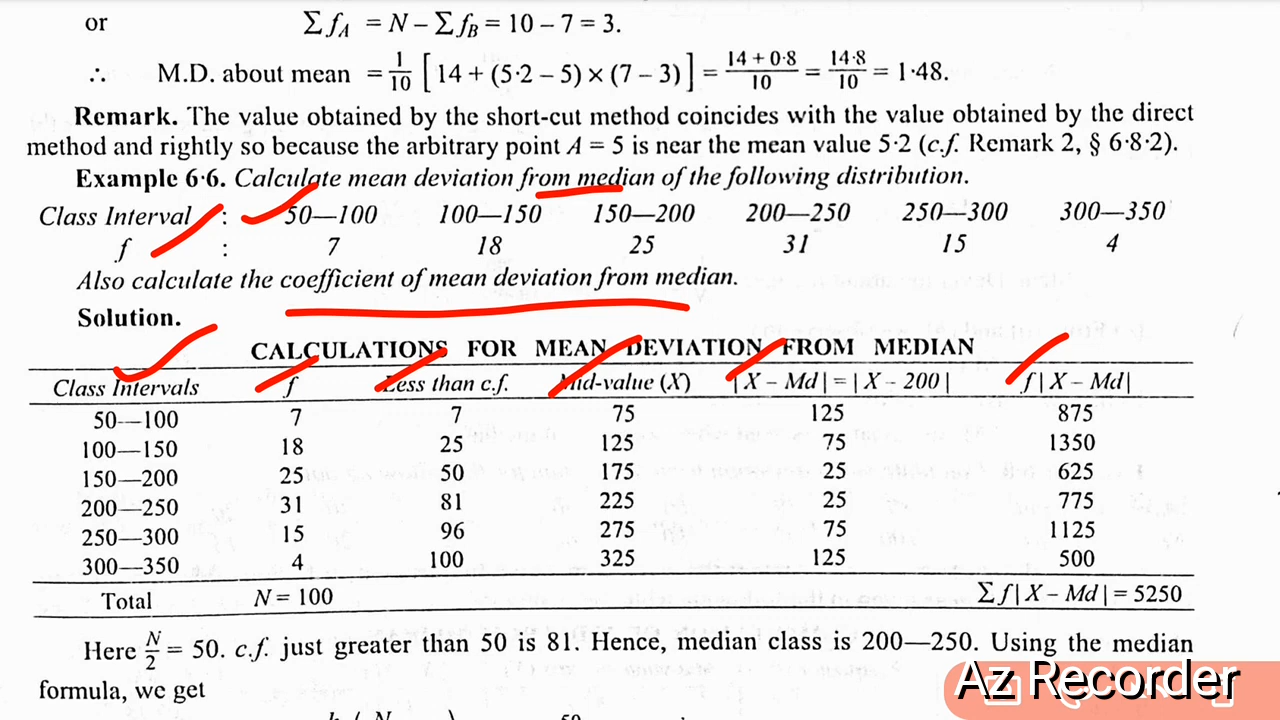 or Σ fA = N – Σ fB = 10 – 7 = 3.
∴ M.D. about mean = 1/10 [ 14 + (5·2 – 5) × (7 – 3) ] = 14 + 0·8/10 = 14·8/10 = 1·48.
Remark. The value obtained by the short-cut method coincides with the value obtained by the direct
method and rightly so because the arbitrary point A = 5 is near the mean value 5·2 (c.f. Remark 2, § 6·8·2).
Example 6·6. Calculate mean deviation from median of the following distribution.
Class Interval : 50—100 100—150 150—200 200—250 250—300 300—350
f : 7 18 25 31 15 4
Also calculate the coefficient of mean deviation from median.
Solution.
CALCULATIONS FOR MEAN DEVIATION FROM MEDIAN
Class Intervals f Less than c.f. Mid-value (X) | X – Md | = | X – 200 | f | X – Md |
50—100 7 7 75 125 875
100—150 18 25 125 75 1350
150—200 25 50 175 25 625
200—250 31 81 225 25 775
250—300 15 96 275 75 1125
300—350 4 100 325 125 500
Total N = 100 Σ f | X – Md | = 5250
Here N/2 = 50. c.f. just greater than 50 is 81. Hence, median class is 200—250. Using the median
formula, we get
Az Recorder